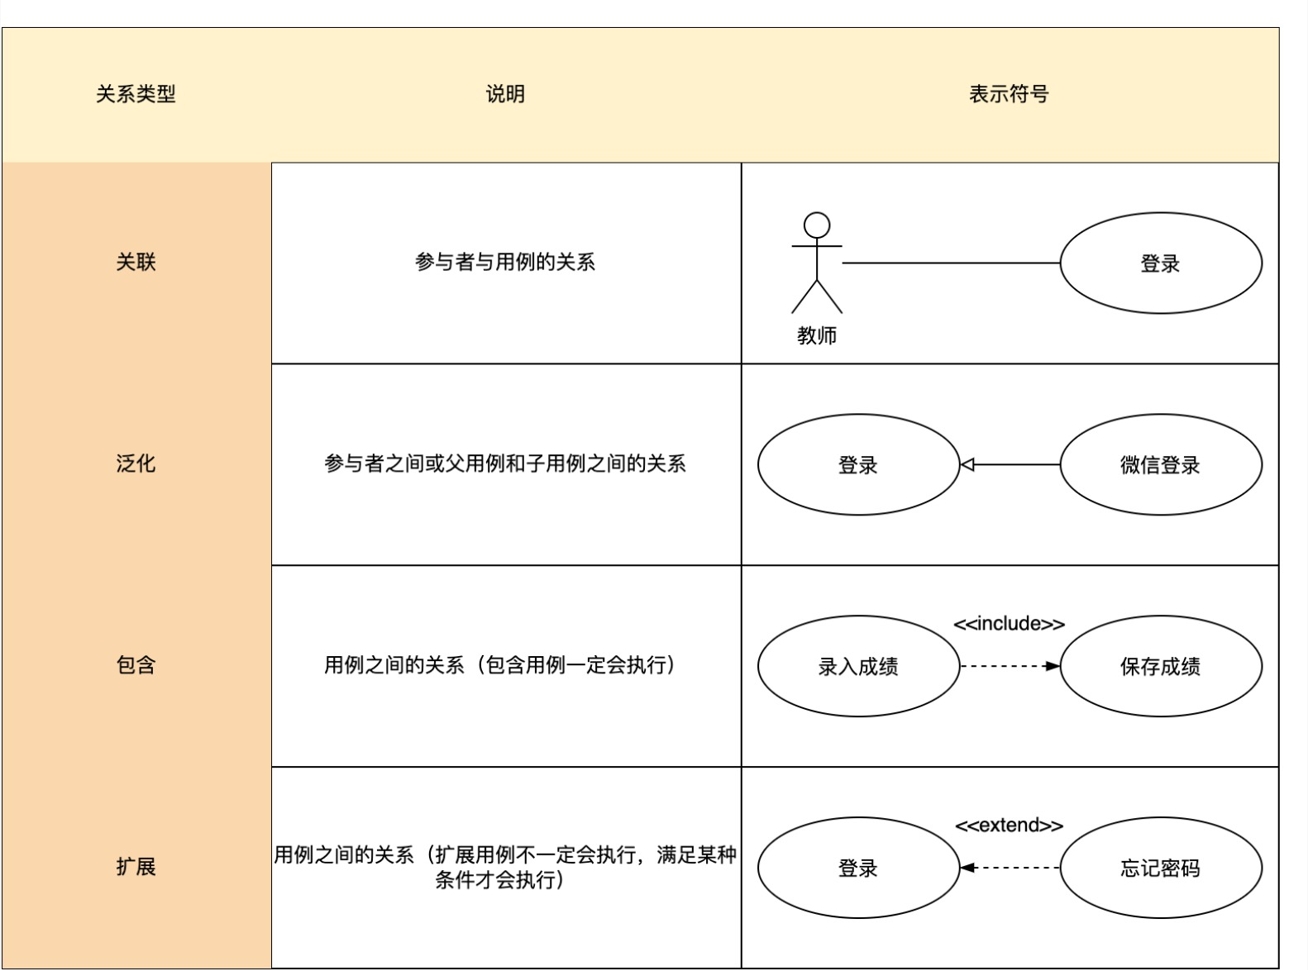 关系类型
说明
表示符号
关联
参与者与用例的关系
教师
登录
泛化
参与者之间或父用例和子用例之间的关系
登录
微信登录
包含
用例之间的关系（包含用例一定会执行）
录入成绩
<<include>>
保存成绩
扩展
用例之间的关系（扩展用例不一定会执行，满足某种
条件才会执行）
登录
<<extend>>
忘记密码